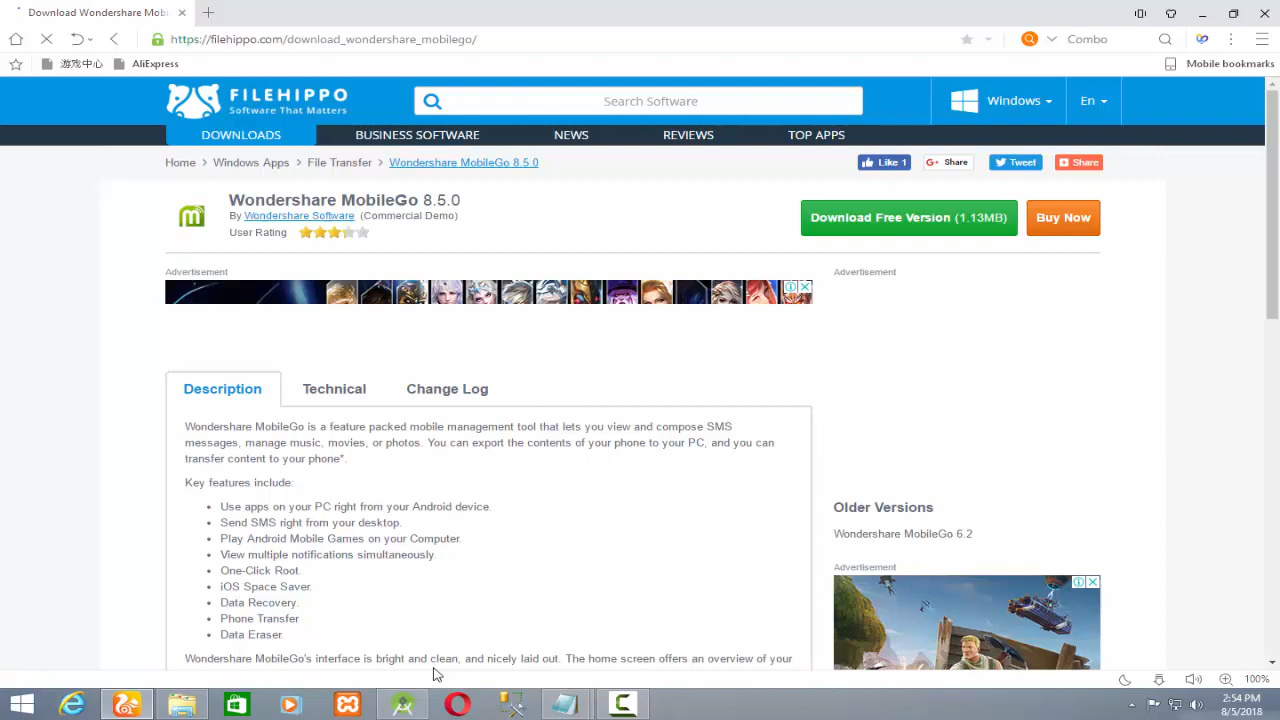 Download Wondershare Mobi
https://filehippo.com/download_wondershare_mobilego/
Combo
游戏中心
AliExpress
Mobile bookmarks
FILEHIPPO
Software That Matters
Search Software
Windows
En
DOWNLOADS
BUSINESS SOFTWARE
NEWS
REVIEWS
TOP APPS
Home > Windows Apps > File Transfer > Wondershare MobileGo 8.5.0
Like 1
G+ Share
Tweet
Share
Wondershare MobileGo 8.5.0
By Wondershare Software (Commercial Demo)
User Rating
Download Free Version (1.13MB)
Buy Now
Advertisement
Advertisement
Description
Technical
Change Log
Wondershare MobileGo is a feature packed mobile management tool that lets you view and compose SMS
messages, manage music, movies, or photos. You can export the contents of your phone to your PC, and you can
transfer content to your phone*.
Key features include:
• Use apps on your PC right from your Android device.
• Send SMS right from your desktop.
• Play Android Mobile Games on your Computer.
• View multiple notifications simultaneously.
• One-Click Root.
• iOS Space Saver.
• Data Recovery.
• Phone Transfer
• Data Eraser.
Wondershare MobileGo's interface is bright and clean, and nicely laid out. The home screen offers an overview of your
Older Versions
Wondershare MobileGo 6.2
Advertisement
100%
2:54 PM
8/5/2018